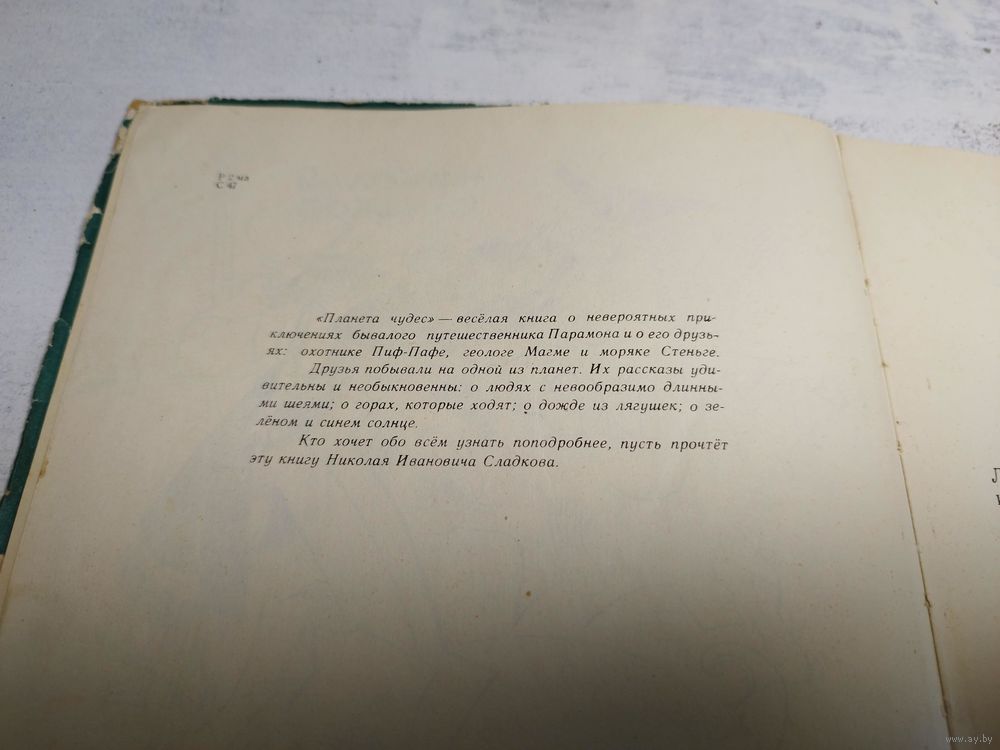 Р 2
С 47
«Планета чудес» — весёлая книга о невероятных при-
ключениях бывалого путешественника Парамона и о его друзь-
ях: охотнике Пиф-Пафе, геологе Магме и моряке Стеньге.
Друзья побывали на одной из планет. Их рассказы уди-
вительны и необыкновенны: о людях с невообразимо длинны-
ми шеями; о горах, которые ходят; о дожде из лягушек; о зе-
лёном и синем солнце.
Кто хочет обо всём узнать поподробнее, пусть прочтёт
эту книгу Николая Ивановича Сладкова.
www.ay.by